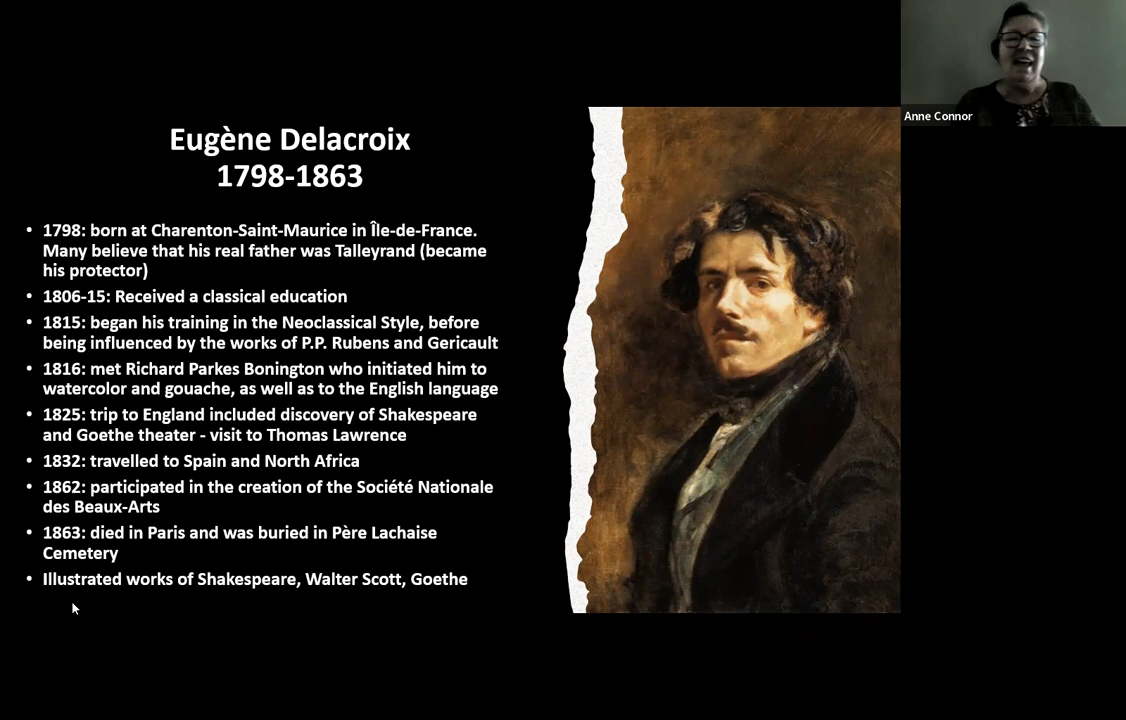 Eugène Delacroix
1798-1863
• 1798: born at Charenton-Saint-Maurice in Île-de-France.
Many believe that his real father was Talleyrand (became
his protector)
• 1806-15: Received a classical education
• 1815: began his training in the Neoclassical Style, before
being influenced by the works of P.P. Rubens and Gericault
• 1816: met Richard Parkes Bonington who initiated him to
watercolor and gouache, as well as to the English language
• 1825: trip to England included discovery of Shakespeare
and Goethe theater - visit to Thomas Lawrence
• 1832: travelled to Spain and North Africa
• 1862: participated in the creation of the Société Nationale
des Beaux-Arts
• 1863: died in Paris and was buried in Père Lachaise
Cemetery
• Illustrated works of Shakespeare, Walter Scott, Goethe
Anne Connor